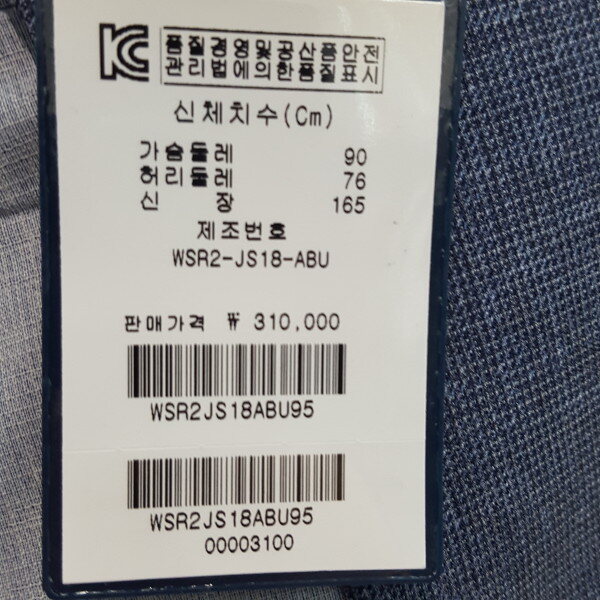 품질경영및공산품안전
관리법에의한품질표시
신체치수(Cm)
가슴둘레 90
허리둘레 76
신 장 165
제조번호
WSR2-JS18-ABU
판매가격 ₩ 310,000
WSR2JS18ABU95
WSR2JS18ABU95
00003100